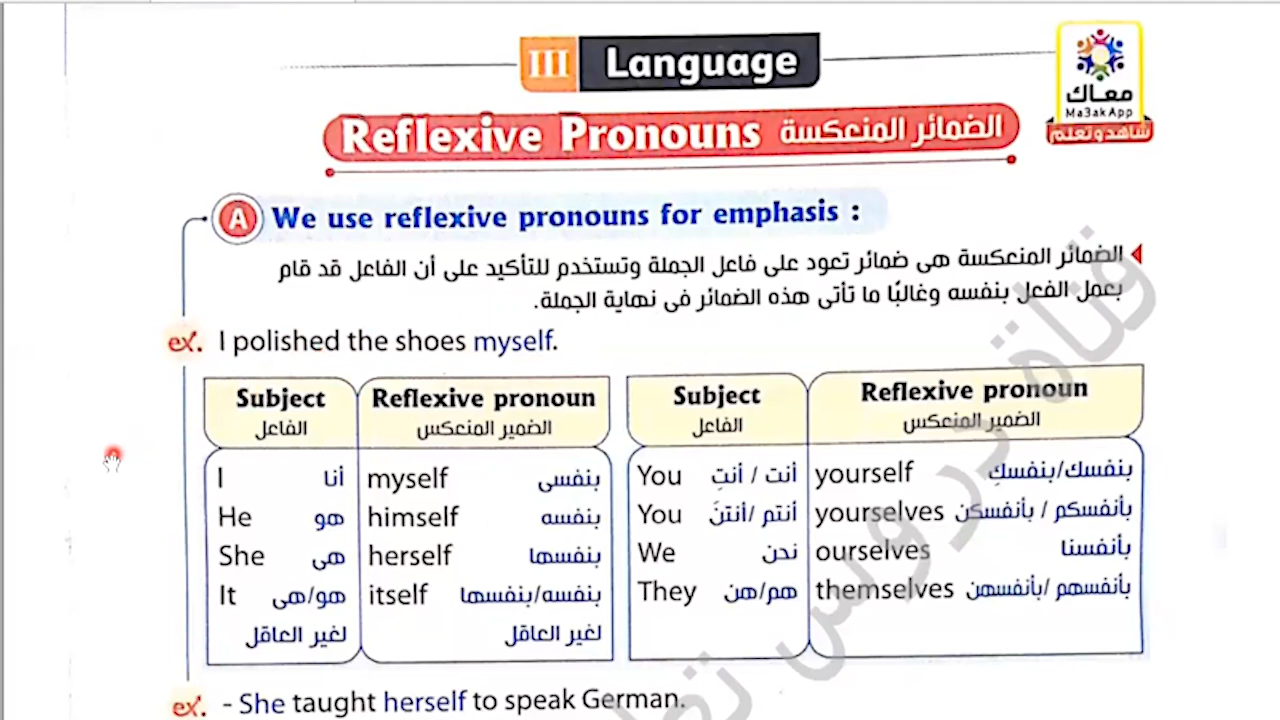 III Language
معاك
Ma3ak App
شاهد و تعلم
Reflexive Pronouns الضمائر المنعكسة
A We use reflexive pronouns for emphasis :
الضمائر المنعكسة هى ضمائر تعود على فاعل الجملة وتستخدم للتأكيد على أن الفاعل قد قام
بعمل الفعل بنفسه وغالبًا ما تأتى هذه الضمائر فى نهاية الجملة.
ex. I polished the shoes myself.
Subject Reflexive pronoun Subject Reflexive pronoun
الفاعل الضمير المنعكس الفاعل الضمير المنعكس
I أنا myself بنفسى You أنت / أنتِ yourself بنفسك/بنفسكِ
He هو himself بنفسه You أنتم /أنتنَ yourselves بأنفسكم / بأنفسكن
She هى herself بنفسها We نحن ourselves بأنفسنا
It هو/هى itself بنفسه/بنفسها They هم/هن themselves بأنفسهم /بأنفسهن
لغير العاقل لغير العاقل
ex. - She taught herself to speak German.
فتاة دروس